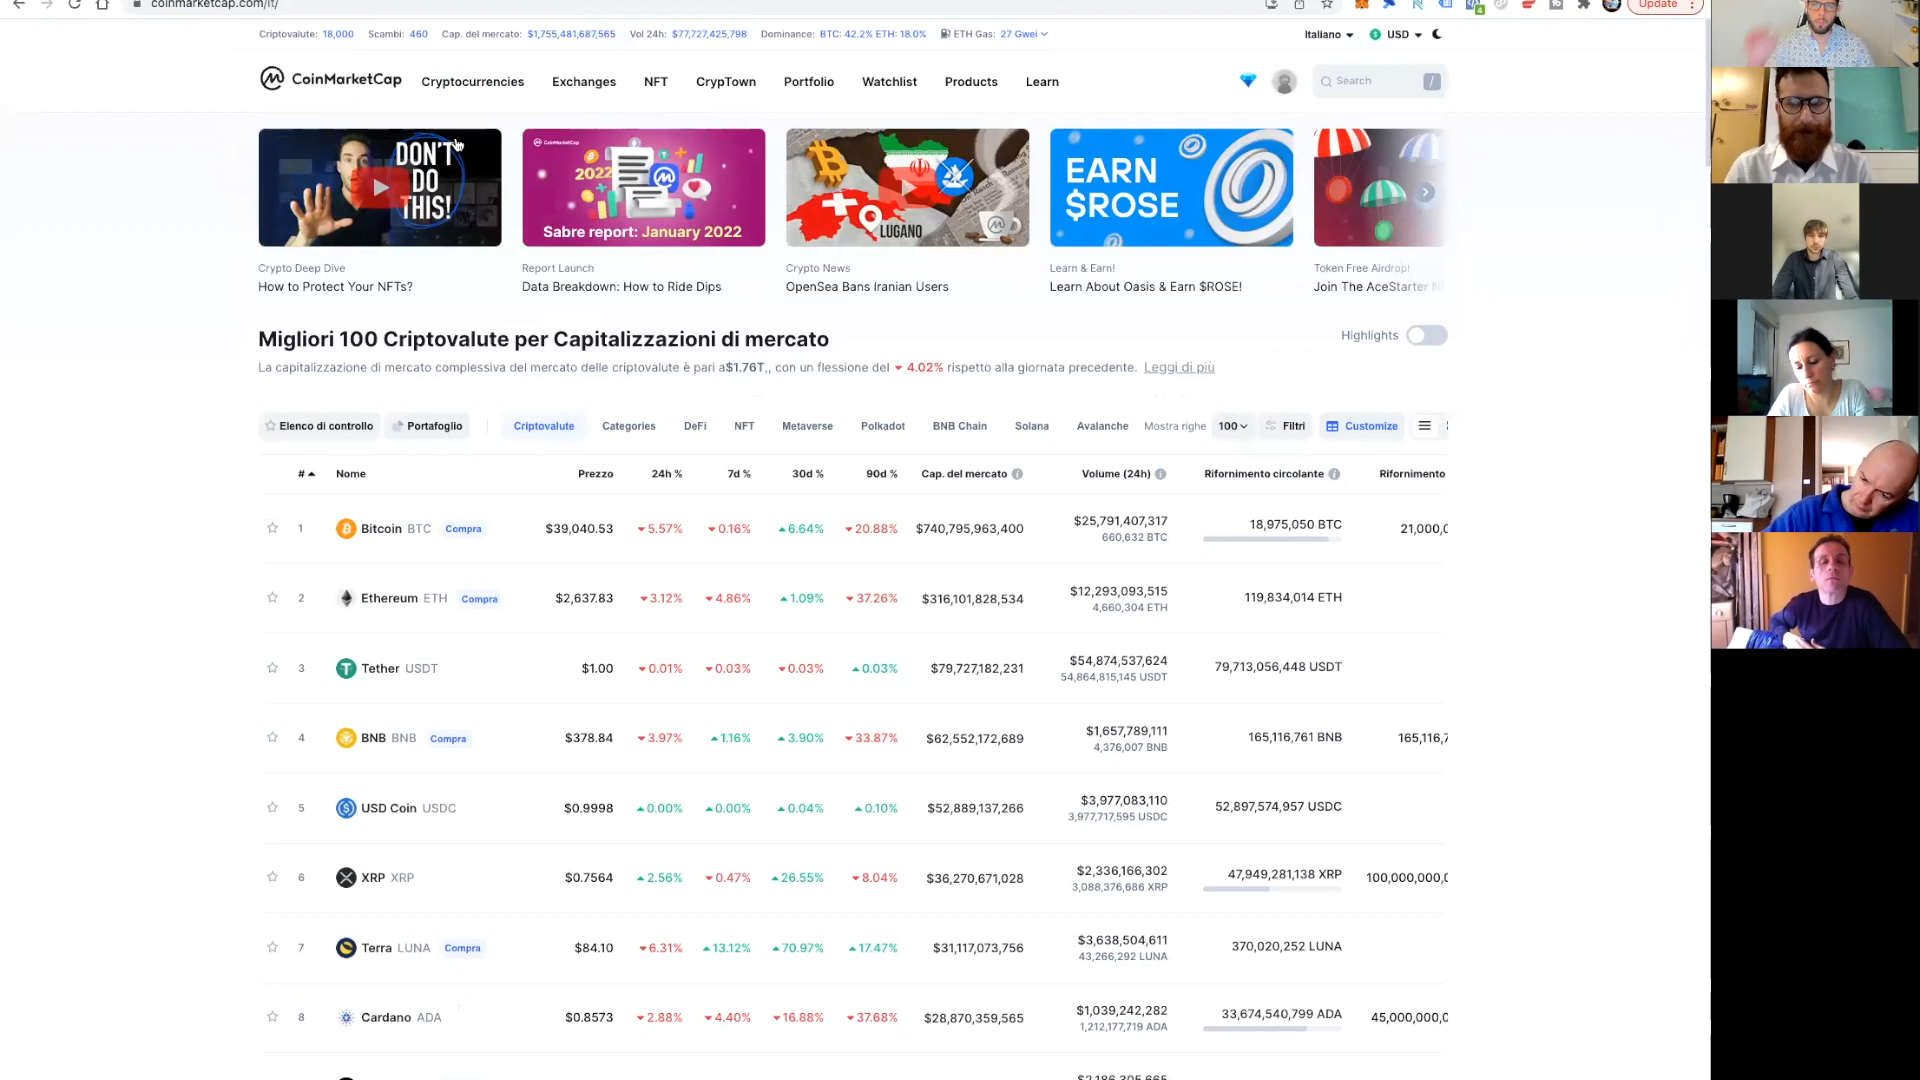 coinmarketcap.com/it/
4
Update
Criptovalute: 18,000 Scambi: 460 Cap. del mercato: $1,755,481,687,565 Vol 24h: $77,727,425,798 Dominance: BTC: 42.2% ETH: 18.0% ETH Gas: 27 Gwei
Italiano USD
CoinMarketCap Cryptocurrencies Exchanges NFT CrypTown Portfolio Watchlist Products Learn Search /
DON'T
DO
THIS!
CoinMarketCap
2022
Sabre report: January 2022
LUGANO
EARN
$ROSE
Crypto Deep Dive
How to Protect Your NFTs?
Report Launch
Data Breakdown: How to Ride Dips
Crypto News
OpenSea Bans Iranian Users
Learn & Earn!
Learn About Oasis & Earn $ROSE!
Token Free Airdrop!
Join The AceStarter
Migliori 100 Criptovalute per Capitalizzazioni di mercato
Highlights
La capitalizzazione di mercato complessiva del mercato delle criptovalute è pari a$1.76T,, con un flessione del 4.02% rispetto alla giornata precedente. Leggi di più
Elenco di controllo Portafoglio Criptovalute Categories DeFi NFT Metaverse Polkadot BNB Chain Solana Avalanche Mostra righe 100 Filtri Customize
# Nome Prezzo 24h % 7d % 30d % 90d % Cap. del mercato Volume (24h) Rifornimento circolante Rifornimento
1 Bitcoin BTC Compra $39,040.53 5.57% 0.16% 6.64% 20.88% $740,795,963,400 $25,791,407,317 18,975,050 BTC 21,000,0
660,632 BTC
2 Ethereum ETH Compra $2,637.83 3.12% 4.86% 1.09% 37.26% $316,101,828,534 $12,293,093,515 119,834,014 ETH
4,660,304 ETH
3 Tether USDT $1.00 0.01% 0.03% 0.03% 0.03% $79,727,182,231 $54,874,537,624 79,713,056,448 USDT
54,864,815,145 USDT
4 BNB BNB Compra $378.84 3.97% 1.16% 3.90% 33.87% $62,552,172,689 $1,657,789,111 165,116,761 BNB 165,116,7
4,376,007 BNB
5 USD Coin USDC $0.9998 0.00% 0.00% 0.04% 0.10% $52,889,137,266 $3,977,083,110 52,897,574,957 USDC
3,977,717,595 USDC
6 XRP XRP $0.7564 2.56% 0.47% 26.55% 8.04% $36,270,671,028 $2,336,166,302 47,949,281,138 XRP 100,000,000,0
3,088,376,686 XRP
7 Terra LUNA Compra $84.10 6.31% 13.12% 70.97% 17.47% $31,117,073,756 $3,638,504,611 370,020,252 LUNA
43,266,292 LUNA
8 Cardano ADA $0.8573 2.88% 4.40% 16.88% 37.68% $28,870,359,565 $1,039,242,282 33,674,540,799 ADA 45,000,000,0
1,212,177,719 ADA